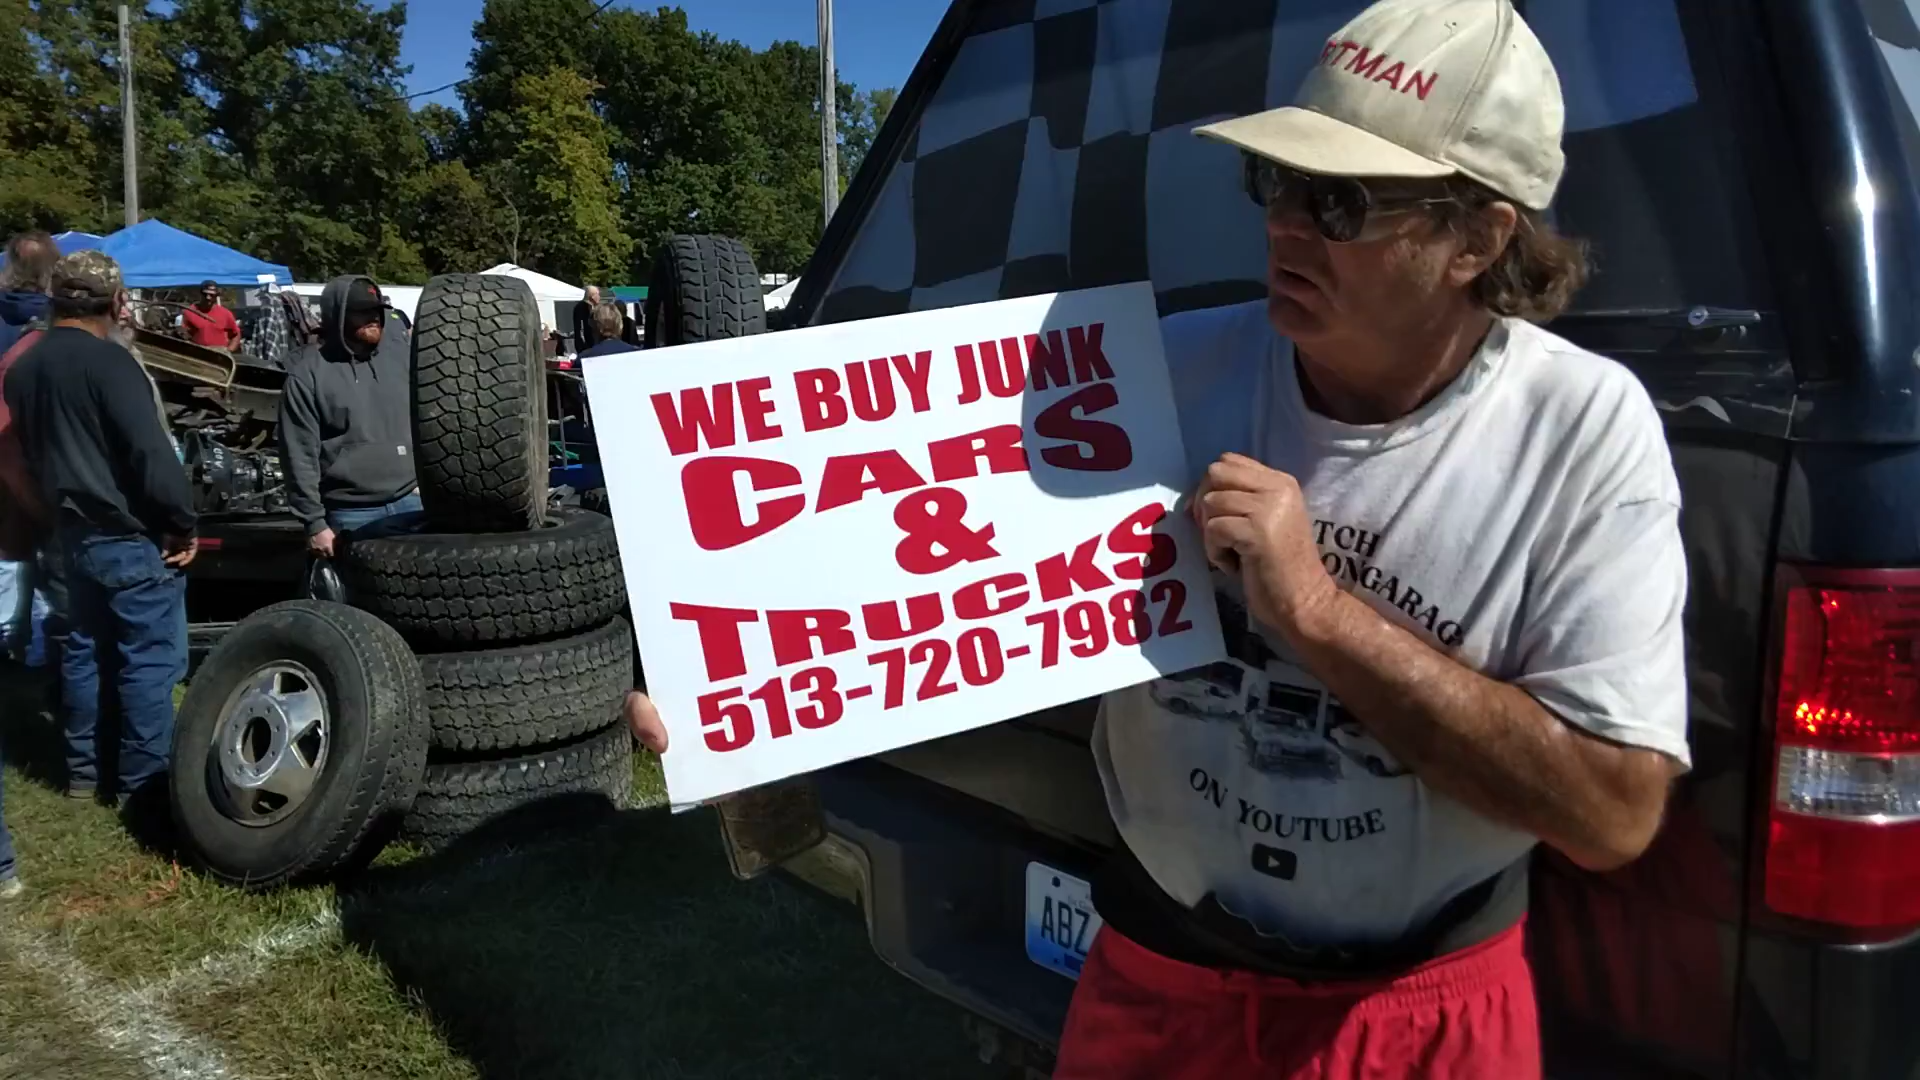 RTMAN
WE BUY JUNK
CARS
&
TRUCKS
513-720-7982
TCH
ONGARAG
ON YOUTUBE
ABZ